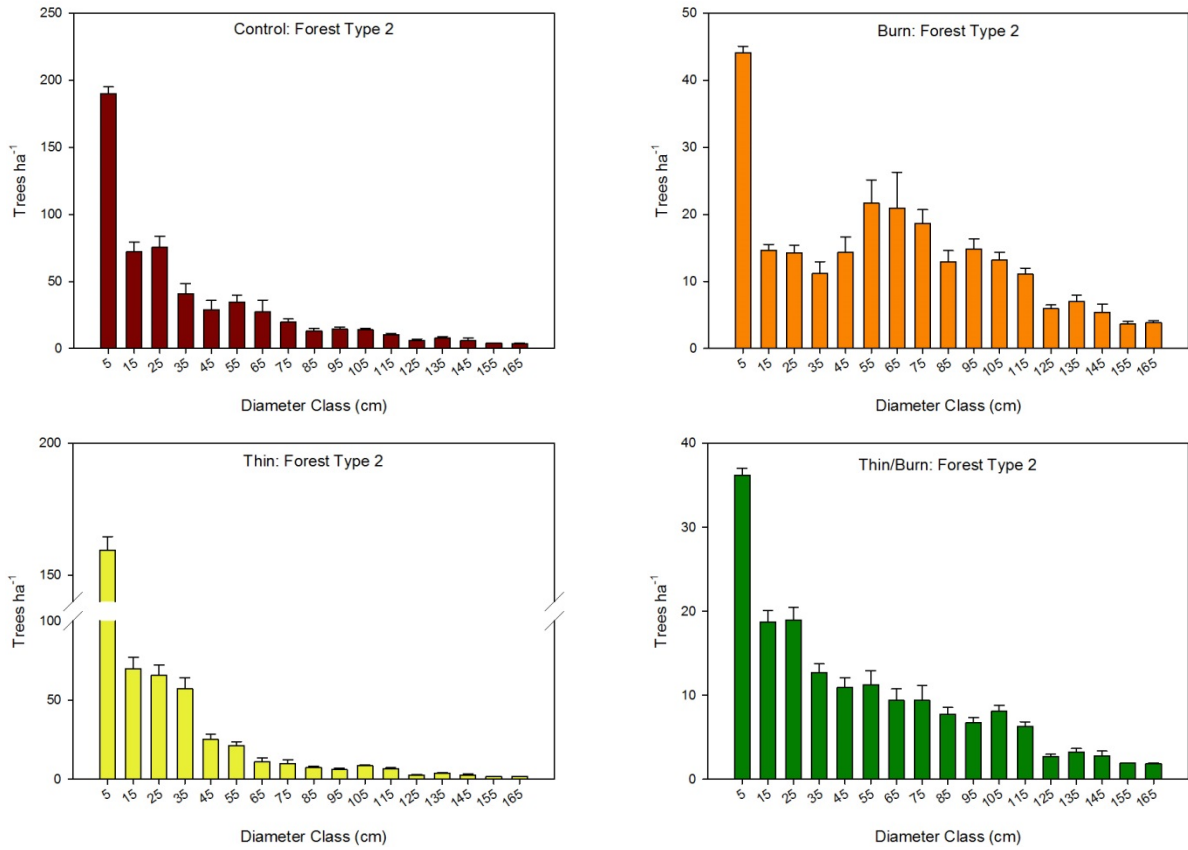 Control: Forest Type 2
Trees ha⁻¹
250
200
150
100
50
0
5 15 25 35 45 55 65 75 85 95 105 115 125 135 145 155 165
Diameter Class (cm)
Burn: Forest Type 2
Trees ha⁻¹
50
40
30
20
10
0
5 15 25 35 45 55 65 75 85 95 105 115 125 135 145 155 165
Diameter Class (cm)
Thin: Forest Type 2
Trees ha⁻¹
200
150
100
50
0
5 15 25 35 45 55 65 75 85 95 105 115 125 135 145 155 165
Diameter Class (cm)
Thin/Burn: Forest Type 2
Trees ha⁻¹
40
30
20
10
0
5 15 25 35 45 55 65 75 85 95 105 115 125 135 145 155 165
Diameter Class (cm)